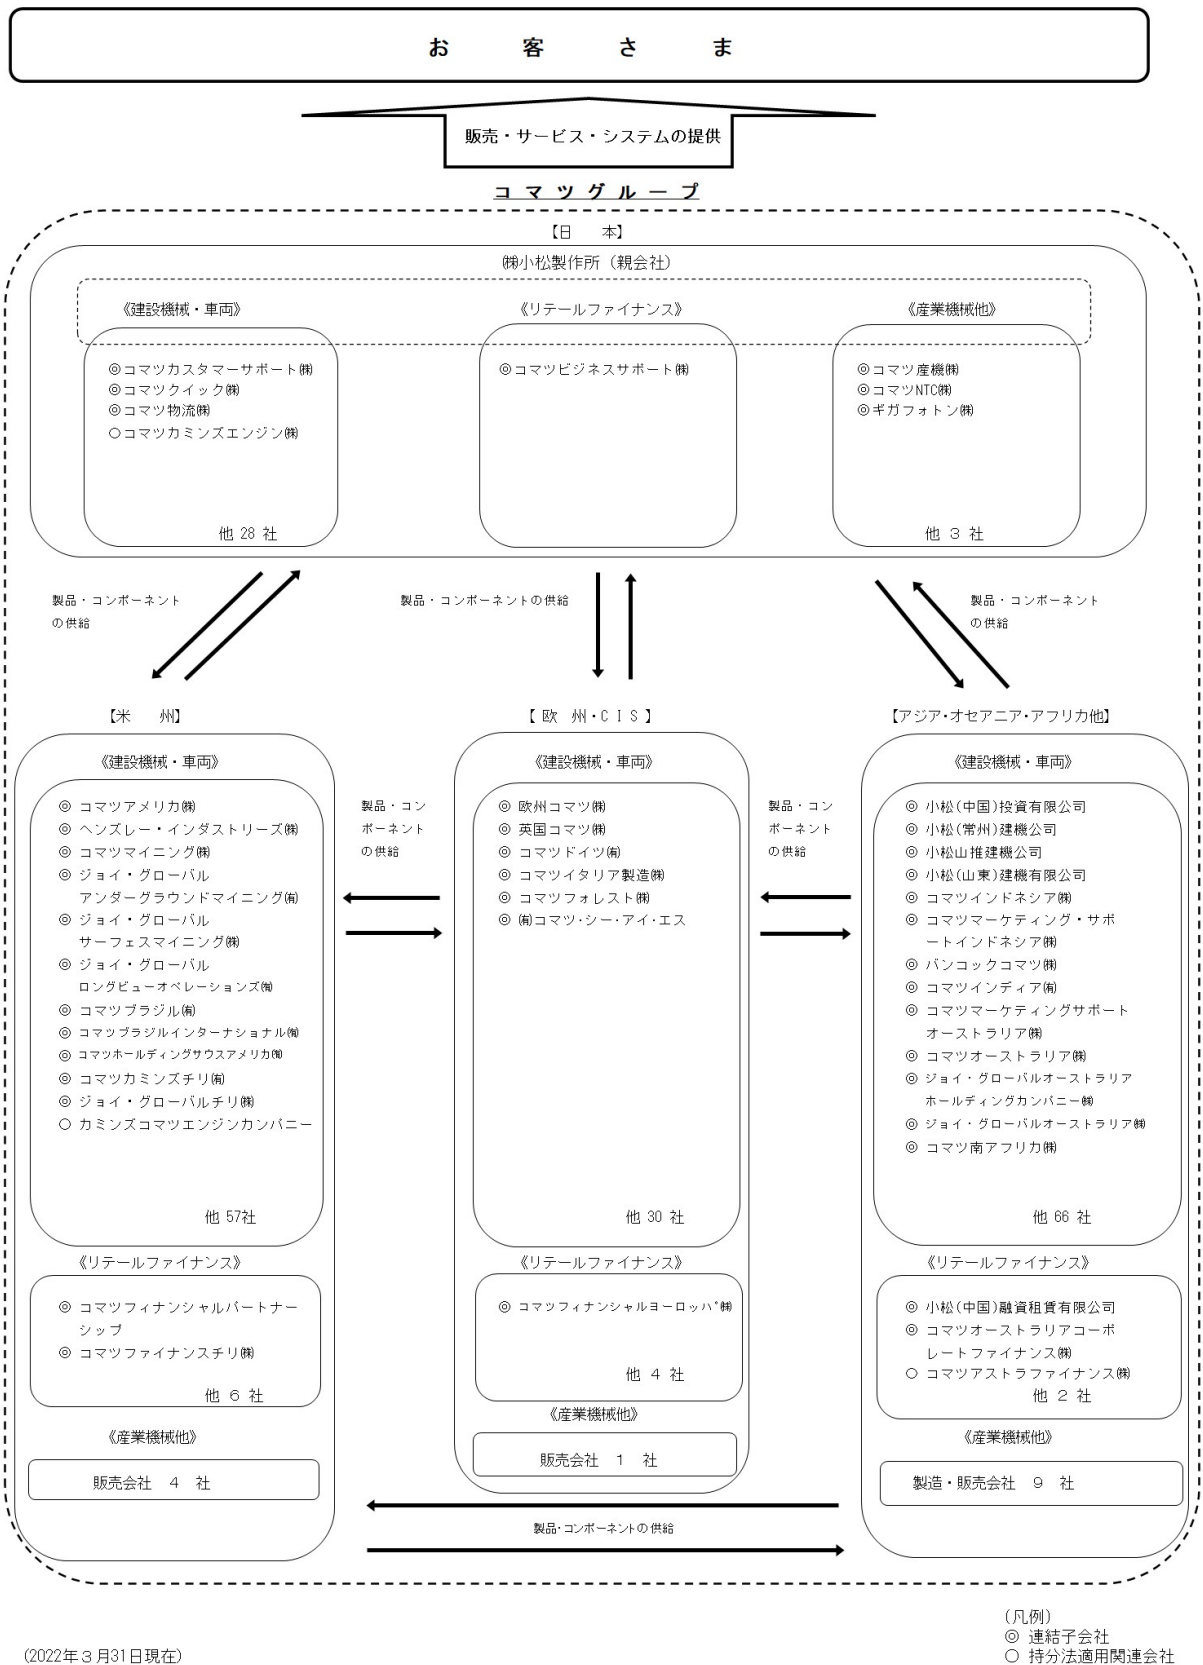 お客さま
販売・サービス・システムの提供
コマツグループ
【日　本】
㈱小松製作所（親会社）
《建設機械・車両》
◎コマツカスタマーサポート㈱
◎コマツクイック㈱
◎コマツ物流㈱
○コマツカミンズエンジン㈱
他 28 社
《リテールファイナンス》
◎コマツビジネスサポート㈱
《産業機械他》
◎コマツ産機㈱
◎コマツNTC㈱
◎ギガフォトン㈱
他 3 社
製品・コンポーネント
の供給
製品・コンポーネントの供給
製品・コンポーネント
の供給
【米　州】
《建設機械・車両》
◎ コマツアメリカ㈱
◎ ヘンズレー・インダストリーズ㈱
◎ コマツマイニング㈱
◎ ジョイ・グローバル
アンダーグラウンドマイニング㈲
◎ ジョイ・グローバル
サーフェスマイニング㈱
◎ ジョイ・グローバル
ロングビューオペレーションズ㈲
◎ コマツブラジル㈲
◎ コマツブラジルインターナショナル㈲
◎ コマツホールディングサウスアメリカ㈲
◎ コマツカミンズチリ㈲
◎ ジョイ・グローバルチリ㈱
○ カミンズコマツエンジンカンパニー
他 57社
《リテールファイナンス》
◎ コマツフィナンシャルパートナー
シップ
◎ コマツファイナンスチリ㈱
他 6 社
《産業機械他》
販売会社 4 社
製品・コン
ポーネント
の供給
【欧 州・CIS】
《建設機械・車両》
◎ 欧州コマツ㈱
◎ 英国コマツ㈱
◎ コマツドイツ㈲
◎ コマツイタリア製造㈱
◎ コマツフォレスト㈱
◎ ㈲コマツ・シー・アイ・エス
他 30 社
《リテールファイナンス》
◎ コマツフィナンシャルヨーロッパ㈱
他 4 社
《産業機械他》
販売会社 1 社
製品・コン
ポーネント
の供給
【アジア・オセアニア・アフリカ他】
《建設機械・車両》
◎ 小松(中国)投資有限公司
◎ 小松(常州)建機公司
◎ 小松山推建機公司
◎ 小松(山東)建機有限公司
◎ コマツインドネシア㈱
◎ コマツマーケティング・サポ
ートインドネシア㈱
◎ バンコックコマツ㈱
◎ コマツインディア㈲
◎ コマツマーケティングサポート
オーストラリア㈱
◎ コマツオーストラリア㈱
◎ ジョイ・グローバルオーストラリア
ホールディングカンパニー㈱
◎ ジョイ・グローバルオーストラリア㈱
◎ コマツ南アフリカ㈱
他 66 社
《リテールファイナンス》
◎ 小松(中国)融資租賃有限公司
◎ コマツオーストラリアコーポ
レートファイナンス㈱
○ コマツアストラファイナンス㈱
他 2 社
《産業機械他》
製造・販売会社 9 社
製品・コンポーネントの供給
(2022年３月31日現在)
(凡例)
◎ 連結子会社
○ 持分法適用関連会社